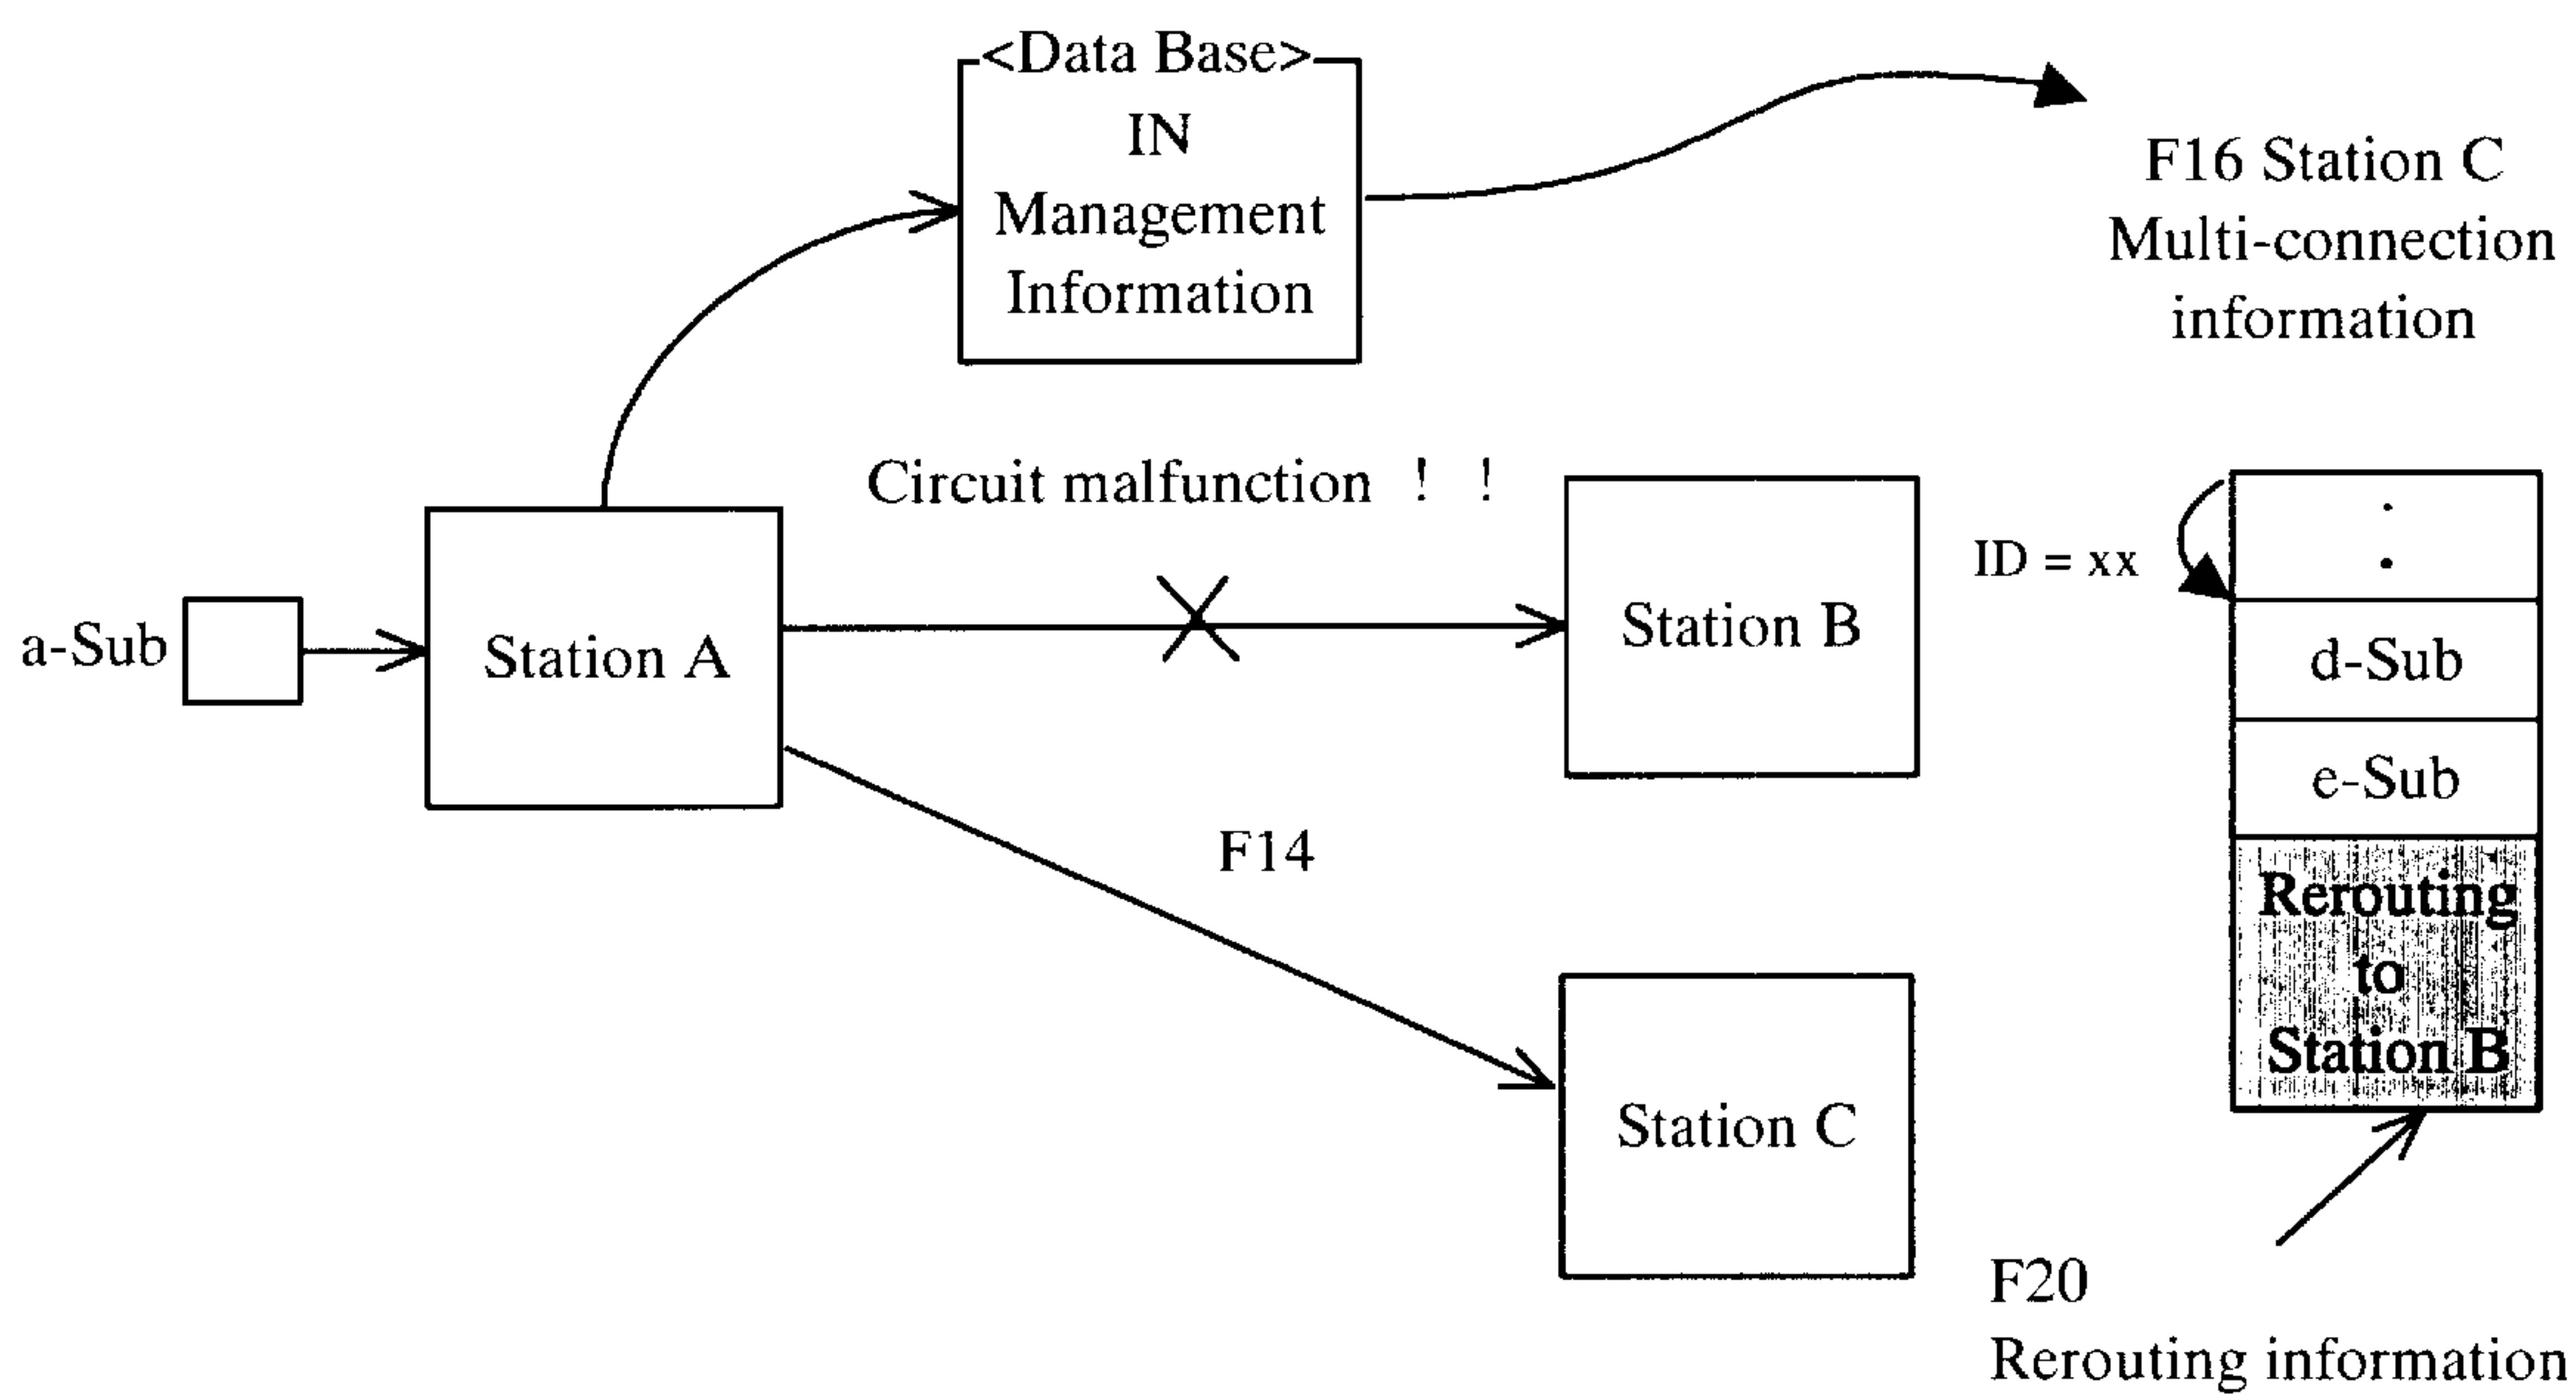 <Data Base>
IN
Management
Information
F16 Station C
Multi-connection
information
Circuit malfunction ! !
ID = xx
a-Sub
Station A
Station B
d-Sub
e-Sub
F14
Rerouting
to
Station B
Station C
F20
Rerouting information